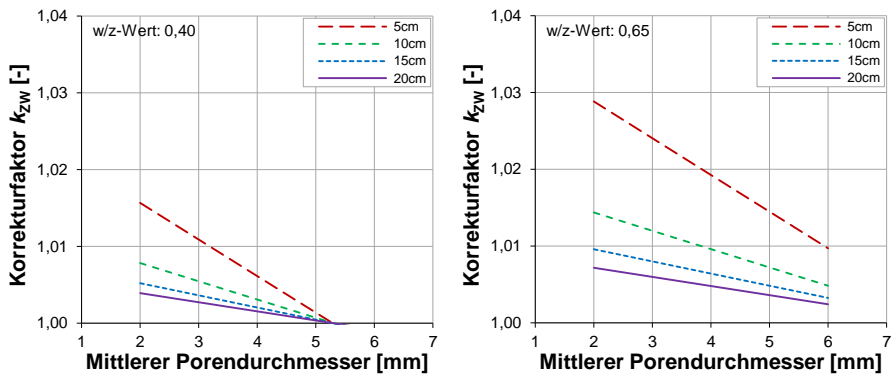 Korrekturfaktor kZW [-]
1,04
1,03
1,02
1,01
1,00
w/z-Wert: 0,40
5cm
10cm
15cm
20cm
1 2 3 4 5 6 7
Mittlerer Porendurchmesser [mm]
Korrekturfaktor kZW [-]
1,04
1,03
1,02
1,01
1,00
w/z-Wert: 0,65
5cm
10cm
15cm
20cm
1 2 3 4 5 6 7
Mittlerer Porendurchmesser [mm]